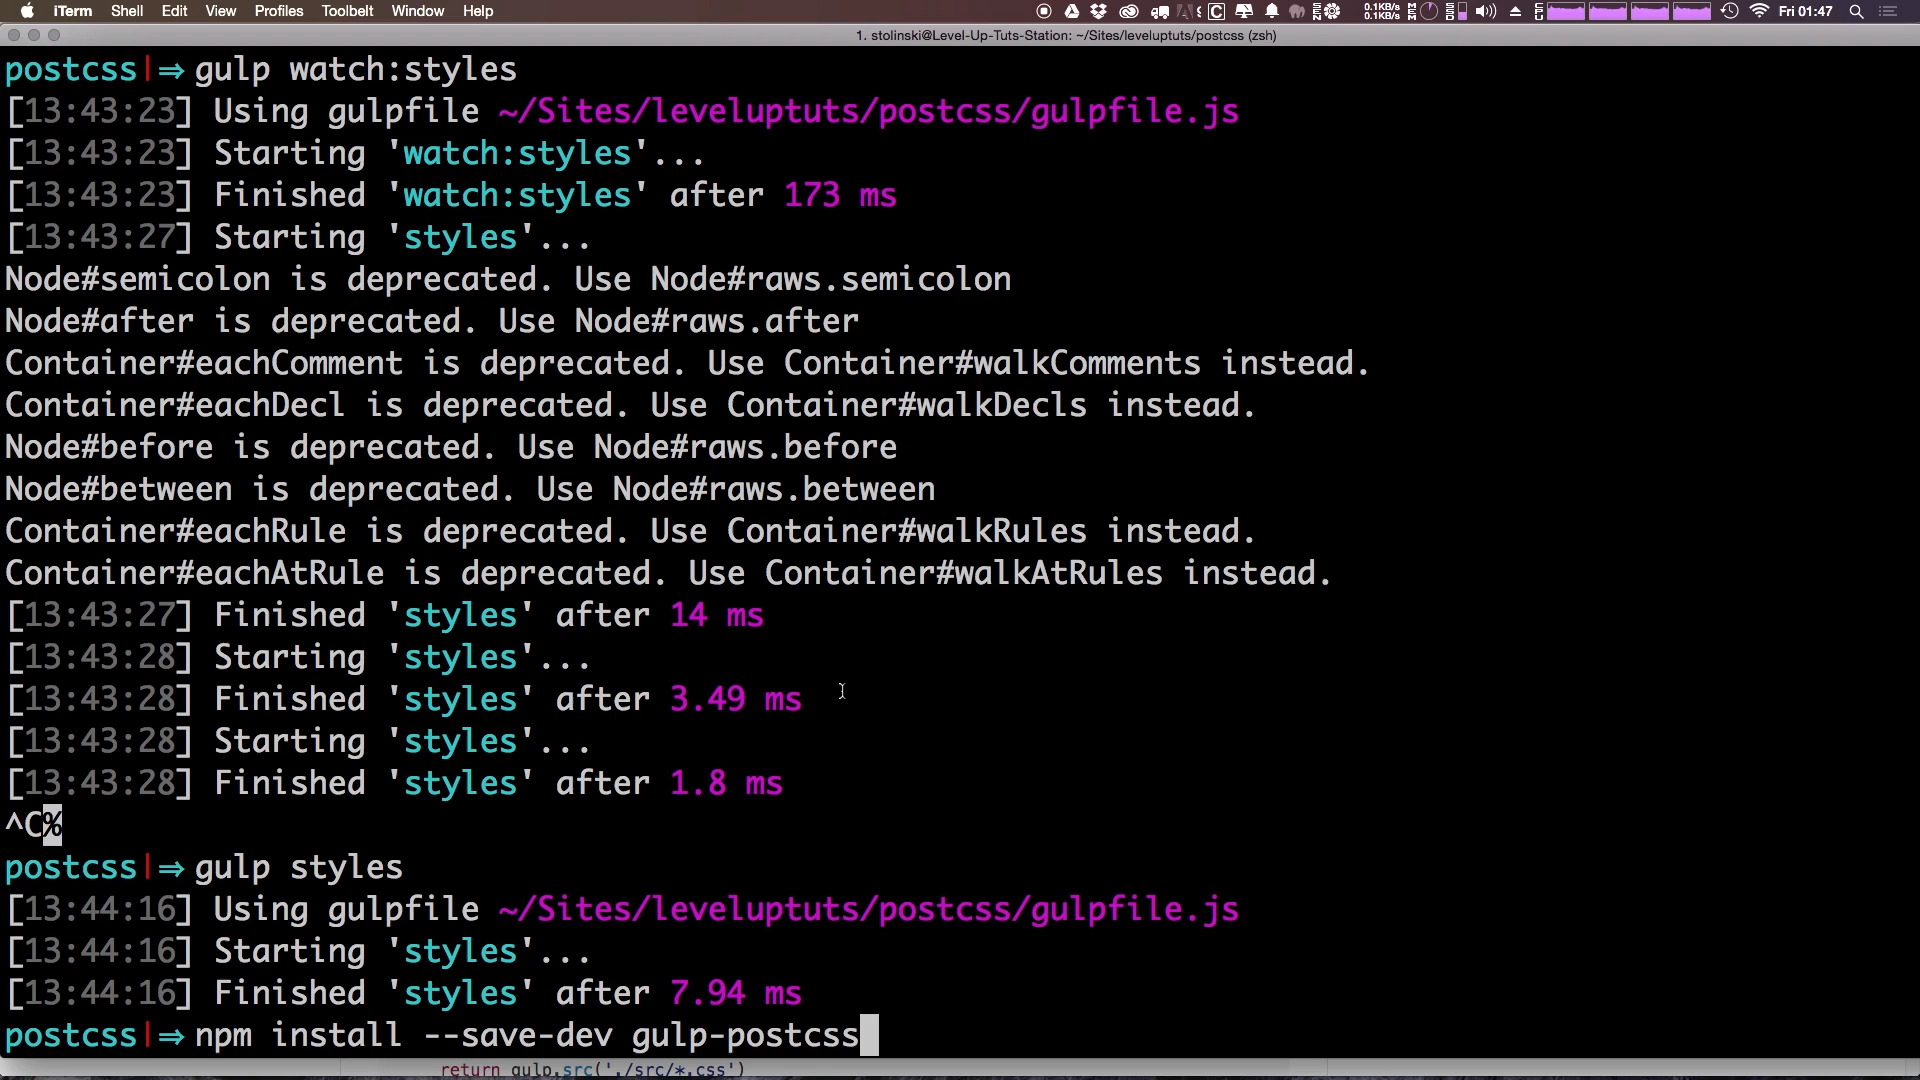 iTerm Shell Edit View Profiles Toolbelt Window Help 0.1KB/s 0.1KB/s Fri 01:47
1. stolinski@Level-Up-Tuts-Station: ~/Sites/leveluptuts/postcss (zsh)
postcss|⇒ gulp watch:styles
[13:43:23] Using gulpfile ~/Sites/leveluptuts/postcss/gulpfile.js
[13:43:23] Starting 'watch:styles'...
[13:43:23] Finished 'watch:styles' after 173 ms
[13:43:27] Starting 'styles'...
Node#semicolon is deprecated. Use Node#raws.semicolon
Node#after is deprecated. Use Node#raws.after
Container#eachComment is deprecated. Use Container#walkComments instead.
Container#eachDecl is deprecated. Use Container#walkDecls instead.
Node#before is deprecated. Use Node#raws.before
Node#between is deprecated. Use Node#raws.between
Container#eachRule is deprecated. Use Container#walkRules instead.
Container#eachAtRule is deprecated. Use Container#walkAtRules instead.
[13:43:27] Finished 'styles' after 14 ms
[13:43:28] Starting 'styles'...
[13:43:28] Finished 'styles' after 3.49 ms
[13:43:28] Starting 'styles'...
[13:43:28] Finished 'styles' after 1.8 ms
^C%
postcss|⇒ gulp styles
[13:44:16] Using gulpfile ~/Sites/leveluptuts/postcss/gulpfile.js
[13:44:16] Starting 'styles'...
[13:44:16] Finished 'styles' after 7.94 ms
postcss|⇒ npm install --save-dev gulp-postcss
return gulp.src('./src/*.css')